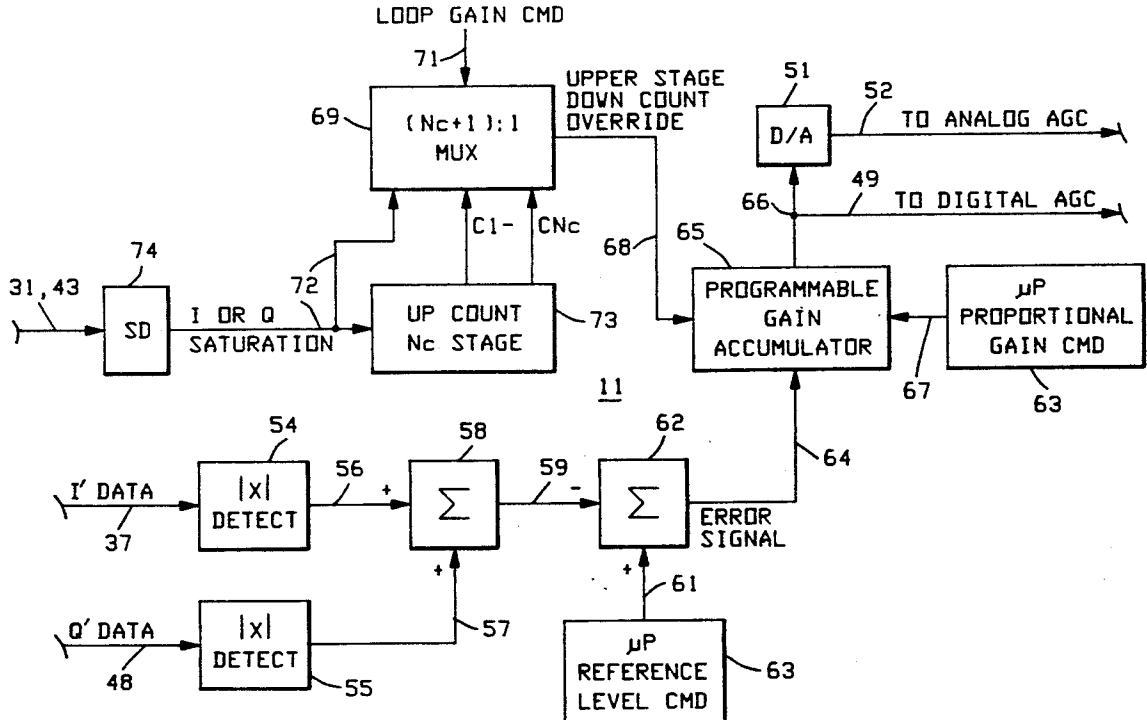 LOOP GAIN CMD
71
69
(Nc+1):1
MUX
UPPER STAGE
DOWN COUNT
OVERRIDE
51
D/A
52
TO ANALOG AGC
66
49
TO DIGITAL AGC
C1-
CNc
68
65
74
31,43
SD
I OR Q
SATURATION
72
72
UP COUNT
Nc STAGE
73
PROGRAMMABLE
GAIN
ACCUMULATOR
µP
PROPORTIONAL
GAIN CMD
67
63
11
54
I' DATA
37
|X|
DETECT
56
+
58
Σ
59
-
62
Σ
64
ERROR
SIGNAL
+
57
+
61
Q' DATA
48
|X|
DETECT
55
µP
REFERENCE
LEVEL CMD
63